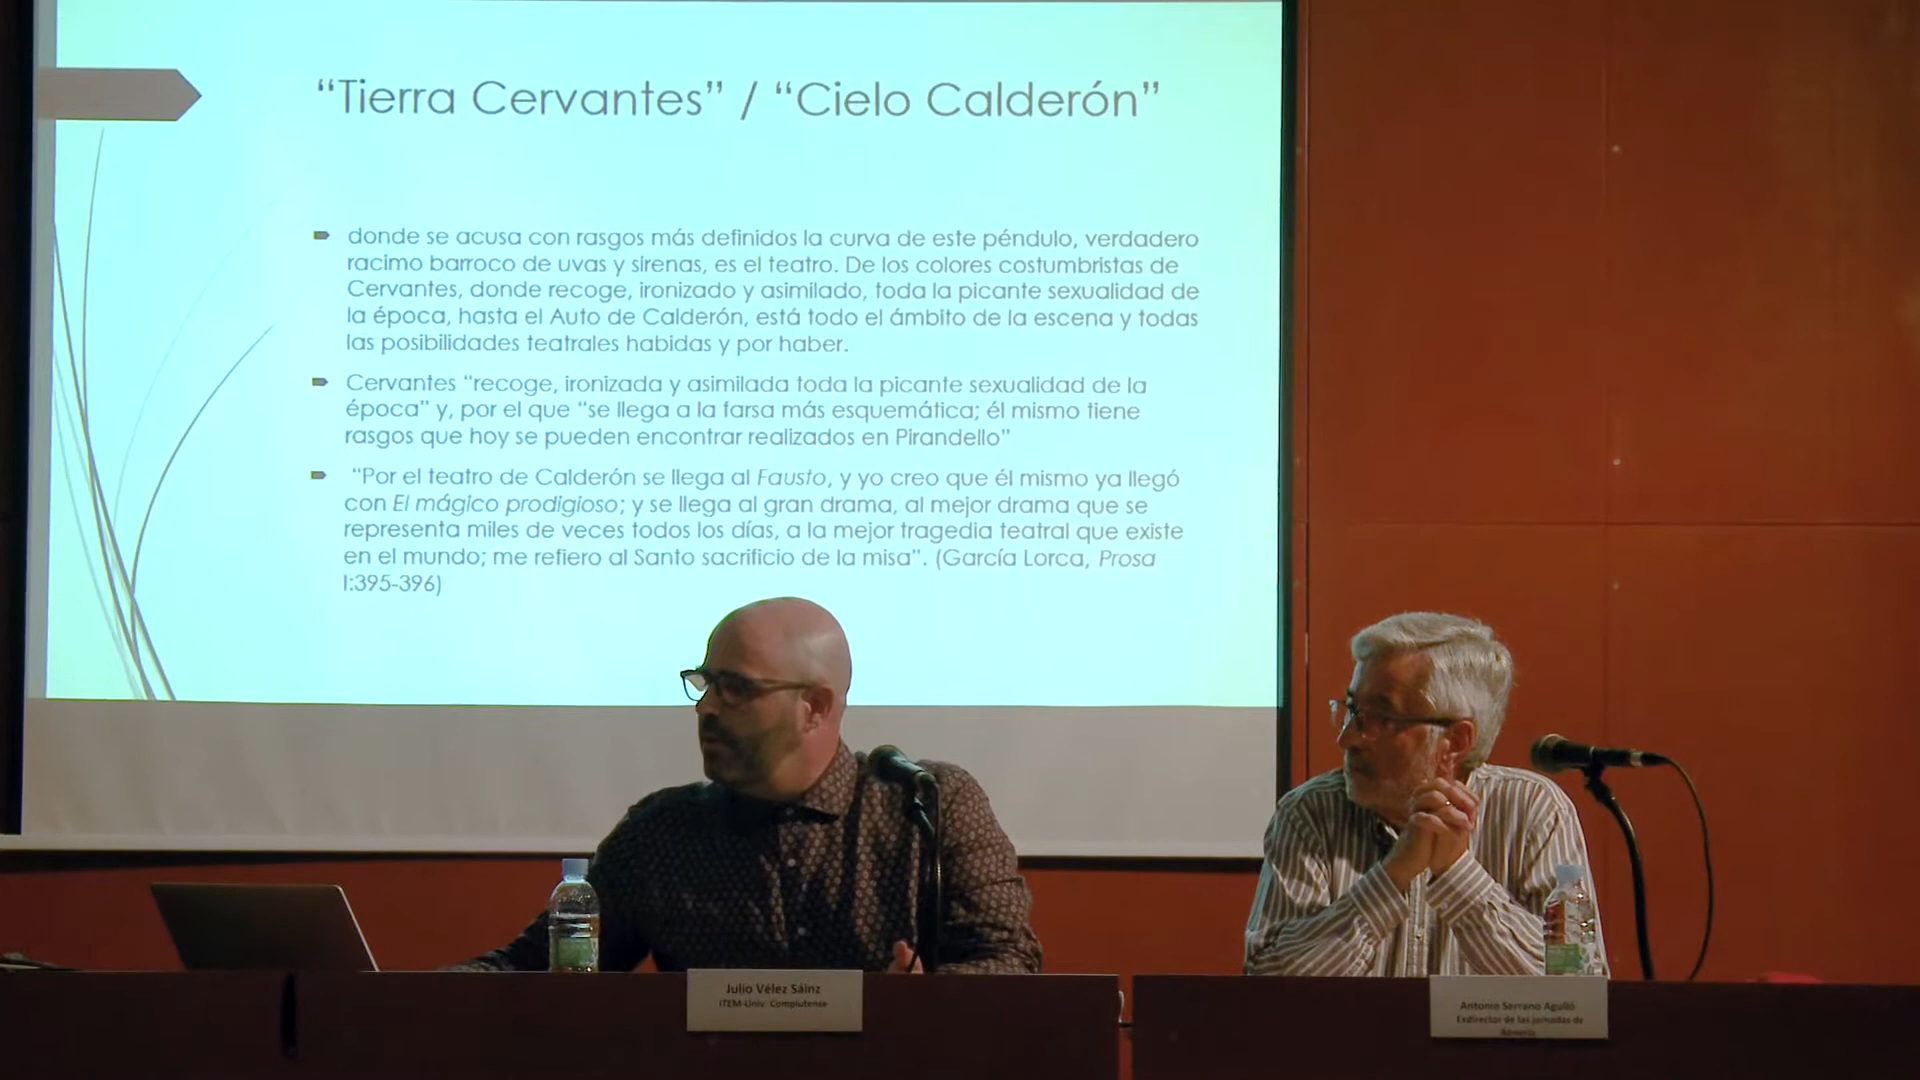 “Tierra Cervantes” / “Cielo Calderón”
donde se acusa con rasgos más definidos la curva de este péndulo, verdadero
racimo barroco de uvas y sirenas, es el teatro. De los colores costumbristas de
Cervantes, donde recoge, ironizado y asimilado, toda la picante sexualidad de
la época, hasta el Auto de Calderón, está todo el ámbito de la escena y todas
las posibilidades teatrales habidas y por haber.
Cervantes “recoge, ironizada y asimilada toda la picante sexualidad de la
época” y, por el que “se llega a la farsa más esquemática; él mismo tiene
rasgos que hoy se pueden encontrar realizados en Pirandello”
“Por el teatro de Calderón se llega al Fausto, y yo creo que él mismo ya llegó
con El mágico prodigioso; y se llega al gran drama, al mejor drama que se
representa miles de veces todos los días, a la mejor tragedia teatral que existe
en el mundo; me refiero al Santo sacrificio de la misa”. (García Lorca, Prosa
I:395-396)
Julio Vélez Sáinz
ITEM-Univ. Complutense
Antonio Serrano Agulló
Exdirector de las jornadas de
Almería